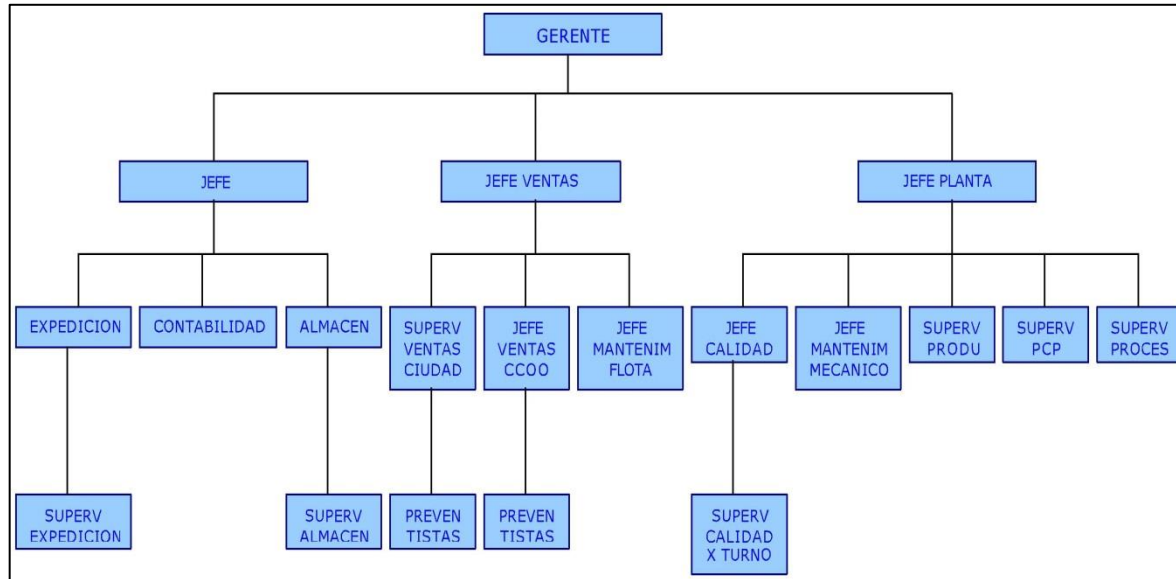 GERENTE
JEFE
JEFE VENTAS
JEFE PLANTA
EXPEDICION
CONTABILIDAD
ALMACEN
SUPERV
VENTAS
CIUDAD
JEFE
VENTAS
CCOO
JEFE
MANTENIM
FLOTA
JEFE
CALIDAD
JEFE
MANTENIM
MECANICO
SUPERV
PRODU
SUPERV
PCP
SUPERV
PROCES
SUPERV
EXPEDICION
SUPERV
ALMACEN
PREVEN
TISTAS
PREVEN
TISTAS
SUPERV
CALIDAD
X TURNO